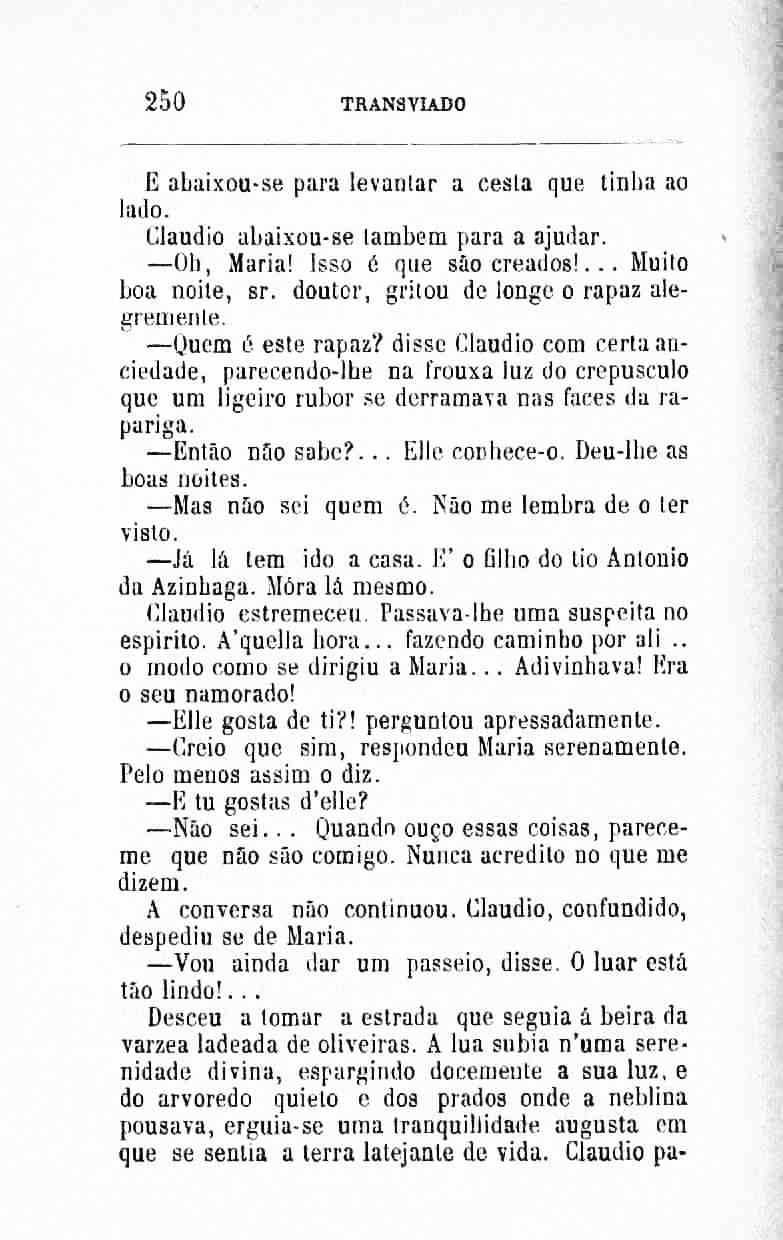 250 TRANSVIADO
E abaixou-se para levantar a cesta que tinha ao
lado.
Claudio abaixou-se tambem para a ajudar.
—Oh, Maria! Isso é que são creados!... Muito
boa noite, sr. doutor, gritou de longe o rapaz ale-
gremente.
—Quem é este rapaz? disse Claudio com certa an-
ciedade, parecendo-lhe na frouxa luz do crepusculo
que um ligeiro rubor se derramava nas faces da ra-
pariga.
—Então não sabe?... Elle conhece-o. Deu-lhe as
boas noites.
—Mas não sei quem é. Não me lembra de o ter
visto.
—Já lá tem ido a casa. E' o filho do tio Antonio
da Azinhaga. Móra lá mesmo.
Claudio estremeceu. Passava-lhe uma suspeita no
espirito. A'quella hora... fazendo caminho por ali ..
o modo como se dirigiu a Maria... Adivinhava! Era
o seu namorado!
—Elle gosta de ti?! perguntou apressadamente.
—Creio que sim, respondeu Maria serenamente.
Pelo menos assim o diz.
—E tu gostas d'elle?
—Não sei... Quando ouço essas coisas, parece-
me que não são comigo. Nunca acredito no que me
dizem.
A conversa não continuou. Claudio, confundido,
despediu se de Maria.
—Vou ainda dar um passeio, disse. O luar está
tão lindo!...
Desceu a tomar a estrada que seguia á beira da
varzea ladeada de oliveiras. A lua subia n'uma sere-
nidade divina, espargindo docemente a sua luz, e
do arvoredo quieto e dos prados onde a neblina
pousava, erguia-se uma tranquillidade augusta em
que se sentia a terra latejante de vida. Claudio pa-